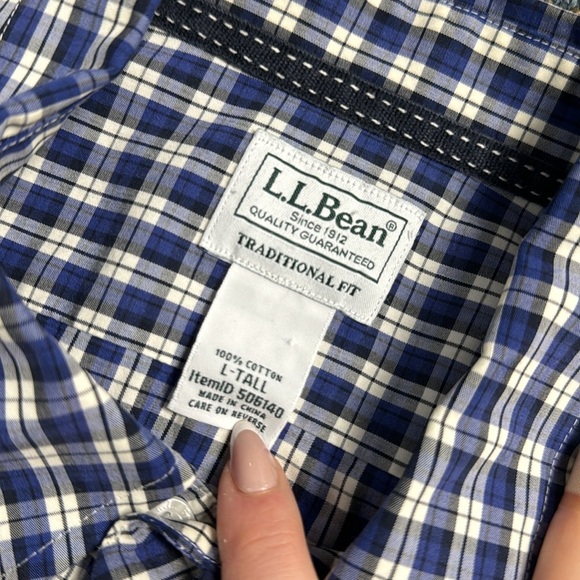 L.L.Bean®
Since 1912
QUALITY GUARANTEED
TRADITIONAL FIT
100% COTTON
L-TALL
ItemID 506140
MADE IN CHINA
CARE ON REVERSE